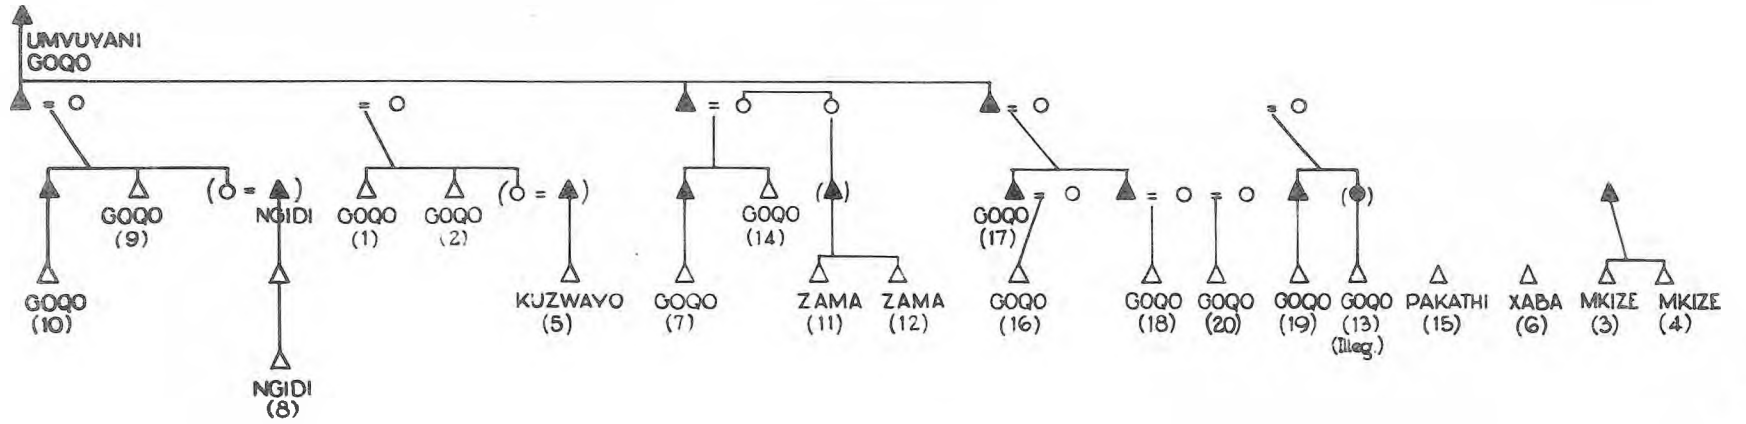 UMVUYANI
GOQO
( = )
NGIDI
( = )
( )
( )
GOQO
(9)
GOQO
(1)
GOQO
(2)
GOQO
(14)
GOQO
(17)
GOQO
(10)
KUZWAYO
(5)
GOQO
(7)
ZAMA
(11)
ZAMA
(12)
GOQO
(16)
GOQO
(18)
GOQO
(20)
GOQO
(19)
GOQO
(13)
(Illeg.)
PAKATHI
(15)
XABA
(6)
MKIZE
(3)
MKIZE
(4)
NGIDI
(8)